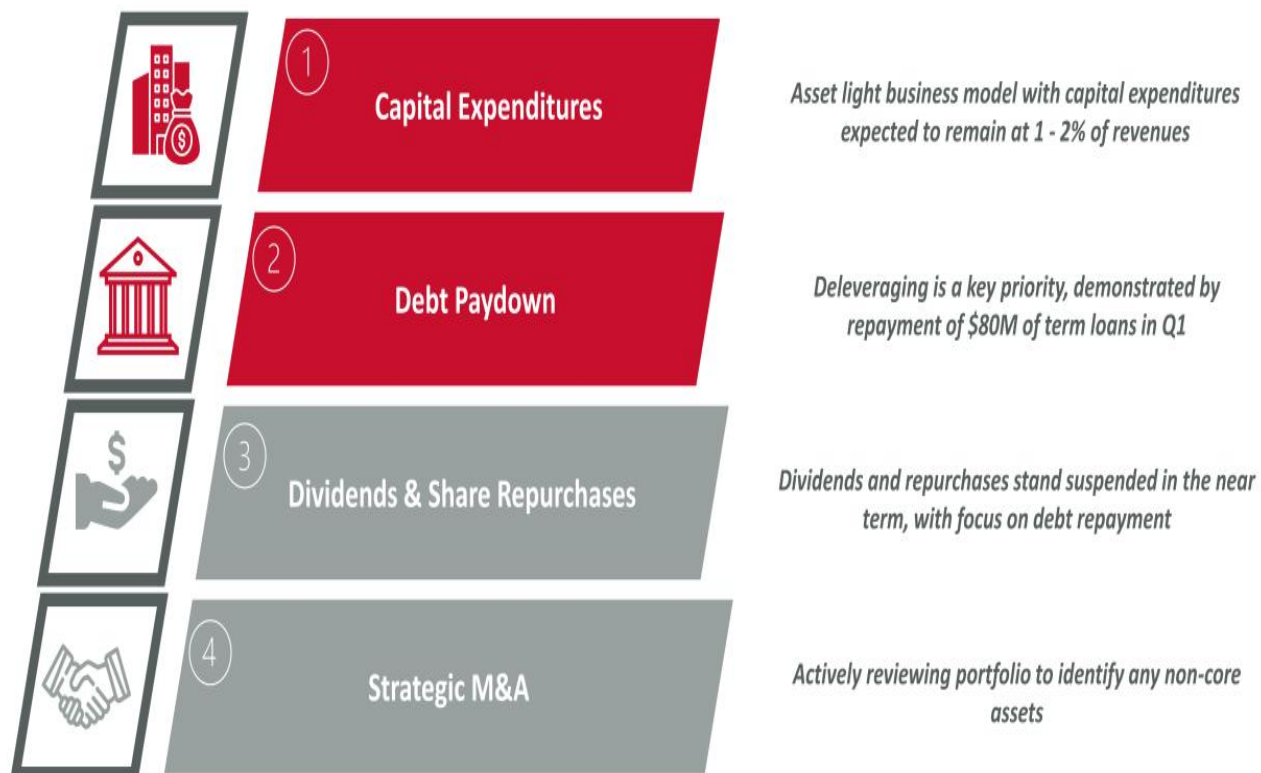 1
Capital Expenditures
Asset light business model with capital expenditures
expected to remain at 1 - 2% of revenues
2
Debt Paydown
Deleveraging is a key priority, demonstrated by
repayment of $80M of term loans in Q1
3
Dividends & Share Repurchases
Dividends and repurchases stand suspended in the near
term, with focus on debt repayment
4
Strategic M&A
Actively reviewing portfolio to identify any non-core
assets